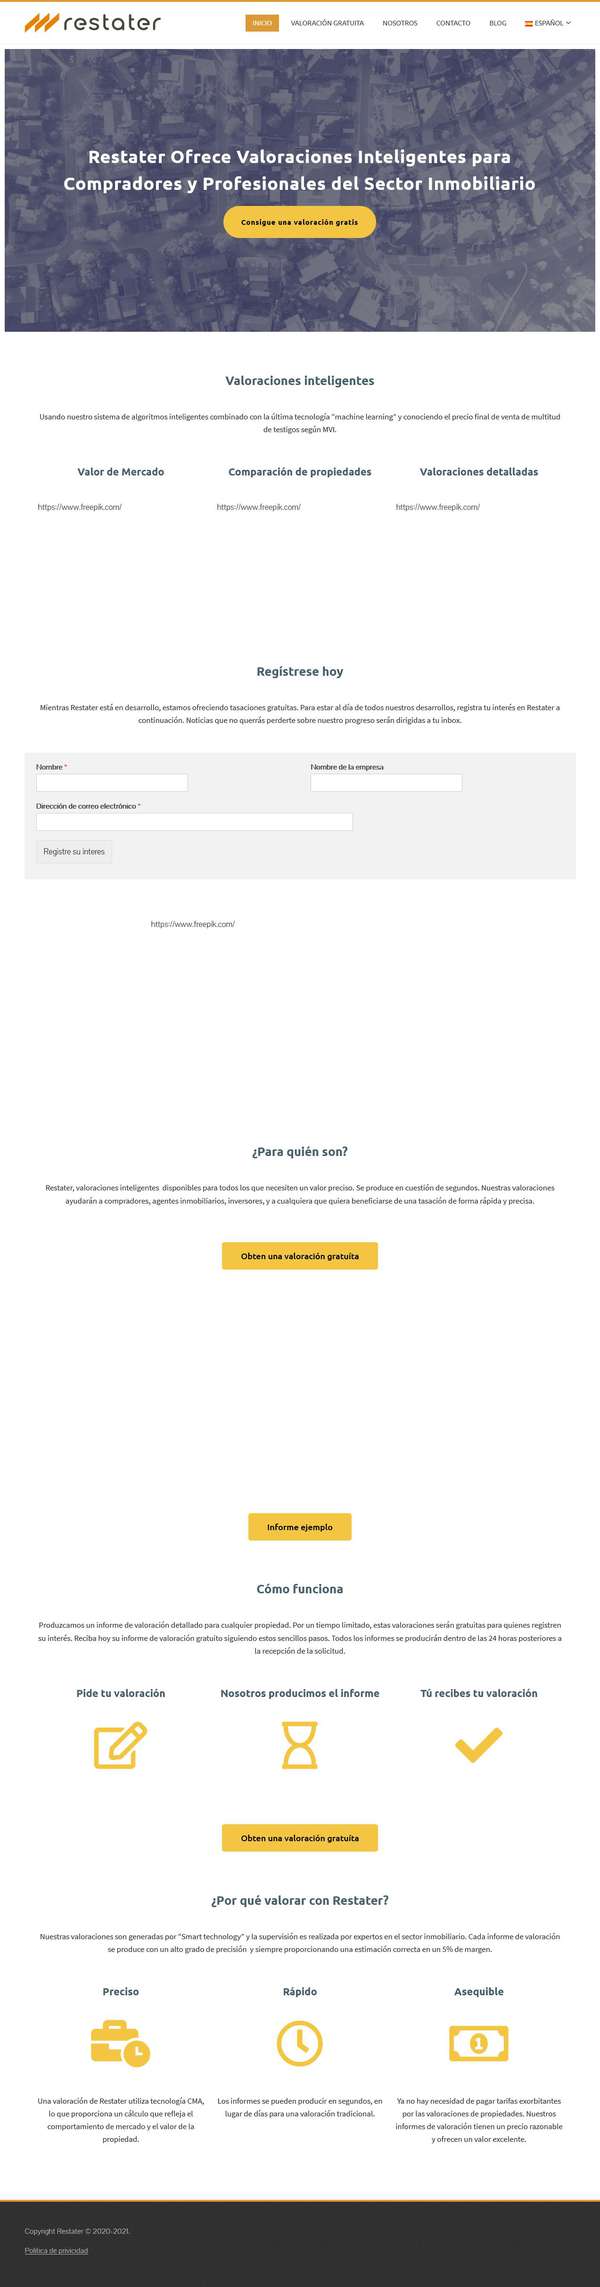 restater
INICIO
VALORACIÓN GRATUITA
NOSOTROS
CONTACTO
BLOG
ESPAÑOL
Restater Ofrece Valoraciones Inteligentes para
Compradores y Profesionales del Sector Inmobiliario
Consigue una valoración gratis
Valoraciones inteligentes
Usando nuestro sistema de algoritmos inteligentes combinado con la última tecnología "machine learning" y conociendo el precio final de venta de multitud
de testigos según MVI.
Valor de Mercado
Comparación de propiedades
Valoraciones detalladas
https://www.freepik.com/
https://www.freepik.com/
https://www.freepik.com/
Regístrese hoy
Mientras Restater está en desarrollo, estamos ofreciendo tasaciones gratuitas. Para estar al día de todos nuestros desarrollos, registra tu interés en Restater a
continuación. Noticias que no querrás perderte sobre nuestro progreso serán dirigidas a tu inbox.
Nombre *
Nombre de la empresa
Dirección de correo electrónico *
Registre su interes
https://www.freepik.com/
¿Para quién son?
Restater, valoraciones inteligentes disponibles para todos los que necesiten un valor preciso. Se produce en cuestión de segundos. Nuestras valoraciones
ayudarán a compradores, agentes inmobiliarios, inversores, y a cualquiera que quiera beneficiarse de una tasación de forma rápida y precisa.
Obten una valoración gratuíta
Informe ejemplo
Cómo funciona
Produzcamos un informe de valoración detallado para cualquier propiedad. Por un tiempo limitado, estas valoraciones serán gratuitas para quienes registren
su interés. Reciba hoy su informe de valoración gratuito siguiendo estos sencillos pasos. Todos los informes se producirán dentro de las 24 horas posteriores a
la recepción de la solicitud.
Pide tu valoración
Nosotros producimos el informe
Tú recibes tu valoración
Obten una valoración gratuíta
¿Por qué valorar con Restater?
Nuestras valoraciones son generadas por "Smart technology" y la supervisión es realizada por expertos en el sector inmobiliario. Cada informe de valoración
se produce con un alto grado de precisión y siempre proporcionando una estimación correcta en un 5% de margen.
Preciso
Rápido
Asequible
1
Una valoración de Restater utiliza tecnología CMA,
lo que proporciona un cálculo que refleja el
comportamiento de mercado y el valor de la
propiedad.
Los informes se pueden producir en segundos, en
lugar de días para una valoración tradicional.
Ya no hay necesidad de pagar tarifas exorbitantes
por las valoraciones de propiedades. Nuestros
informes de valoración tienen un precio razonable
y ofrecen un valor excelente.
Copyright Restater © 2020-2021.
Politica de privicidad